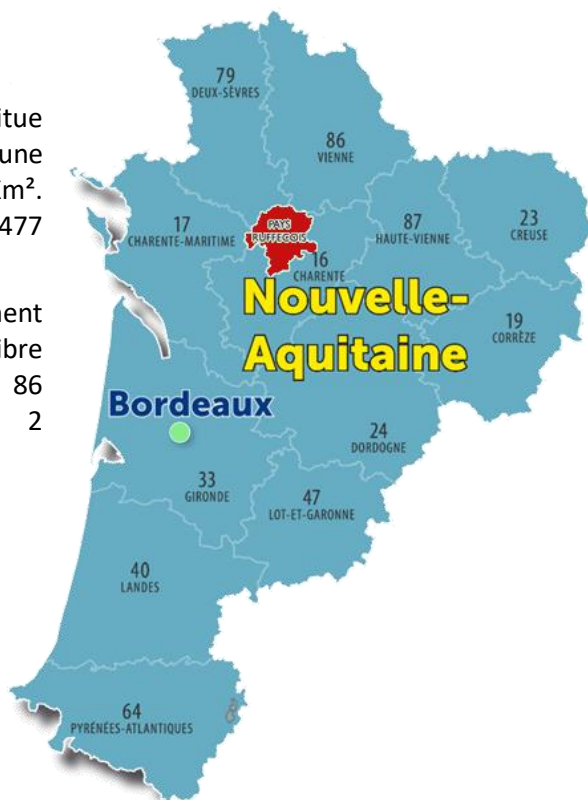 itue
une
Km².
477
ment
ibre
86
2
79
DEUX-SÈVRES
86
VIENNE
17
CHARENTE-MARITIME
PAYS
RUFFECOIS
16
CHARENTE
87
HAUTE-VIENNE
23
CREUSE
Nouvelle-
Aquitaine
19
CORRÈZE
Bordeaux
24
DORDOGNE
33
GIRONDE
47
LOT-ET-GARONNE
40
LANDES
64
PYRÉNÉES-ATLANTIQUES